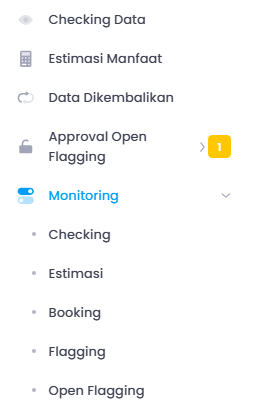 Checking Data
Estimasi Manfaat
Data Dikembalikan
Approval Open
Flagging
1
Monitoring
Checking
Estimasi
Booking
Flagging
Open Flagging